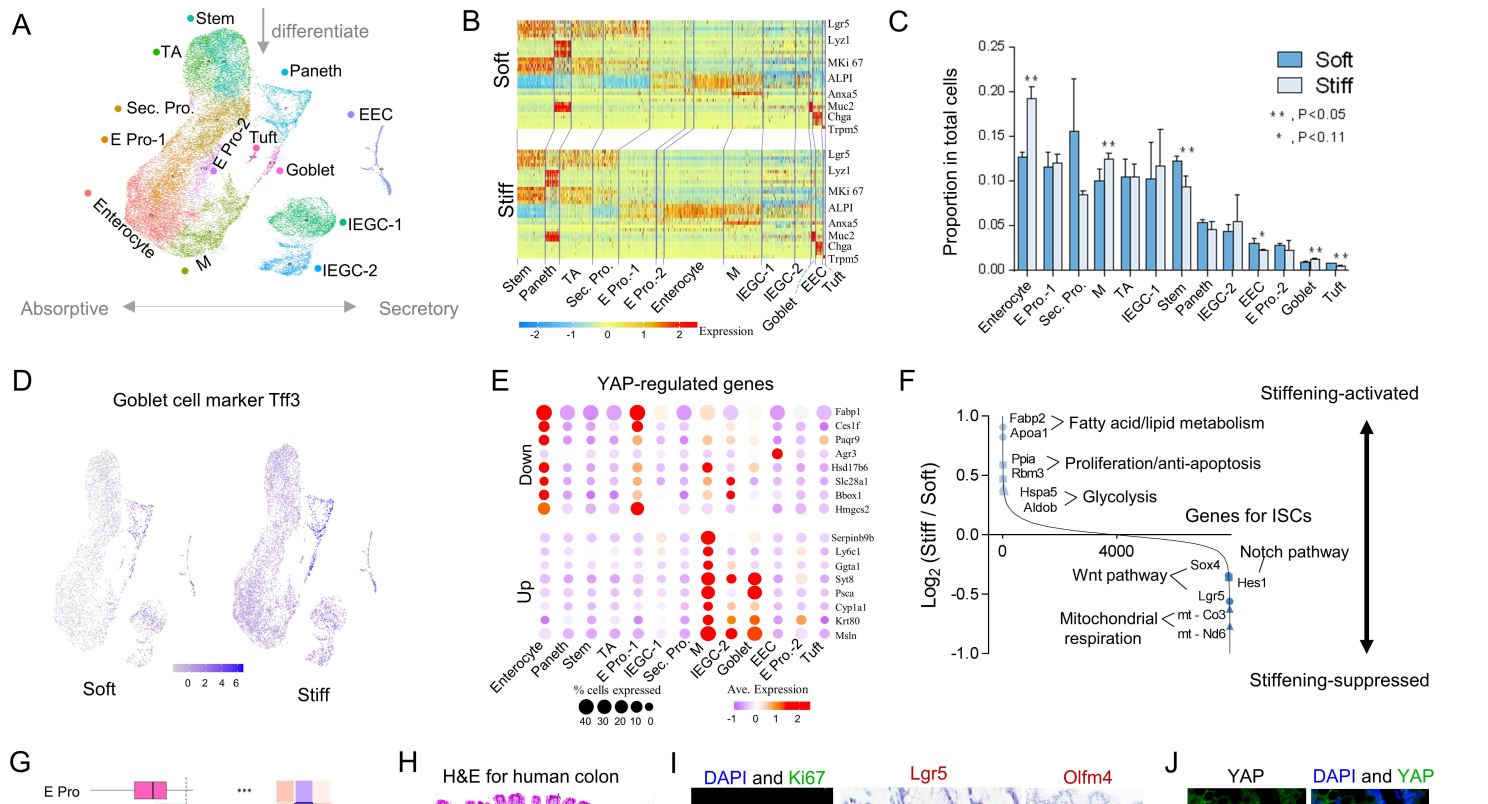 A
Stem
differentiate
TA
Paneth
Sec. Pro.
EEC
E Pro-1
E Pro-2
Tuft
Goblet
Enterocyte
M
IEGC-1
IEGC-2
Absorptive
Secretory
B
Soft
Lgr5
Lyz1
MKi 67
ALPI
Anxa5
Muc2
Chga
Trpm5
Stiff
Lgr5
Lyz1
MKi 67
ALPI
Anxa5
Muc2
Chga
Trpm5
Stem
Paneth
TA
Sec. Pro.
E Pro.-1
E Pro.-2
Enterocyte
M
IEGC-1
IEGC-2
Goblet
EEC
Tuft
-2 -1 0 1 2 Expression
C
Proportion in total cells
0.25
0.20
0.15
0.10
0.05
0.00
Soft
Stiff
** , P<0.05
* , P<0.11
**
**
**
*
**
**
Enterocyte
E Pro.-1
Sec. Pro.
M
TA
IEGC-1
Stem
Paneth
IEGC-2
EEC
E Pro.-2
Goblet
Tuft
D
Goblet cell marker Tff3
0 2 4 6
Soft
Stiff
E
YAP-regulated genes
Down
Fabp1
Ces1f
Paqr9
Agr3
Hsd17b6
Slc28a1
Bbox1
Hmgcs2
Up
Serpinb9b
Ly6c1
Ggta1
Syt8
Psca
Cyp1a1
Krt80
Msln
Enterocyte
Paneth
Stem
TA
E Pro.-1
IEGC-1
Sec. Pro.
M
IEGC-2
Goblet
EEC
E Pro.-2
Tuft
% cells expressed
40 30 20 10 0
Ave. Expression
-1 0 1 2
F
Stiffening-activated
Log2 (Stiff / Soft)
1.0
0.5
0.0
-0.5
-1.0
0
4000
Fabp2
Apoa1
Fatty acid/lipid metabolism
Ppia
Rbm3
Proliferation/anti-apoptosis
Hspa5
Aldob
Glycolysis
Genes for ISCs
Notch pathway
Sox4
Wnt pathway
Hes1
Lgr5
Mitochondrial
respiration
mt - Co3
mt - Nd6
Stiffening-suppressed
G
E Pro
***
H
H&E for human colon
I
DAPI and Ki67
Lgr5
Olfm4
J
YAP
DAPI and YAP